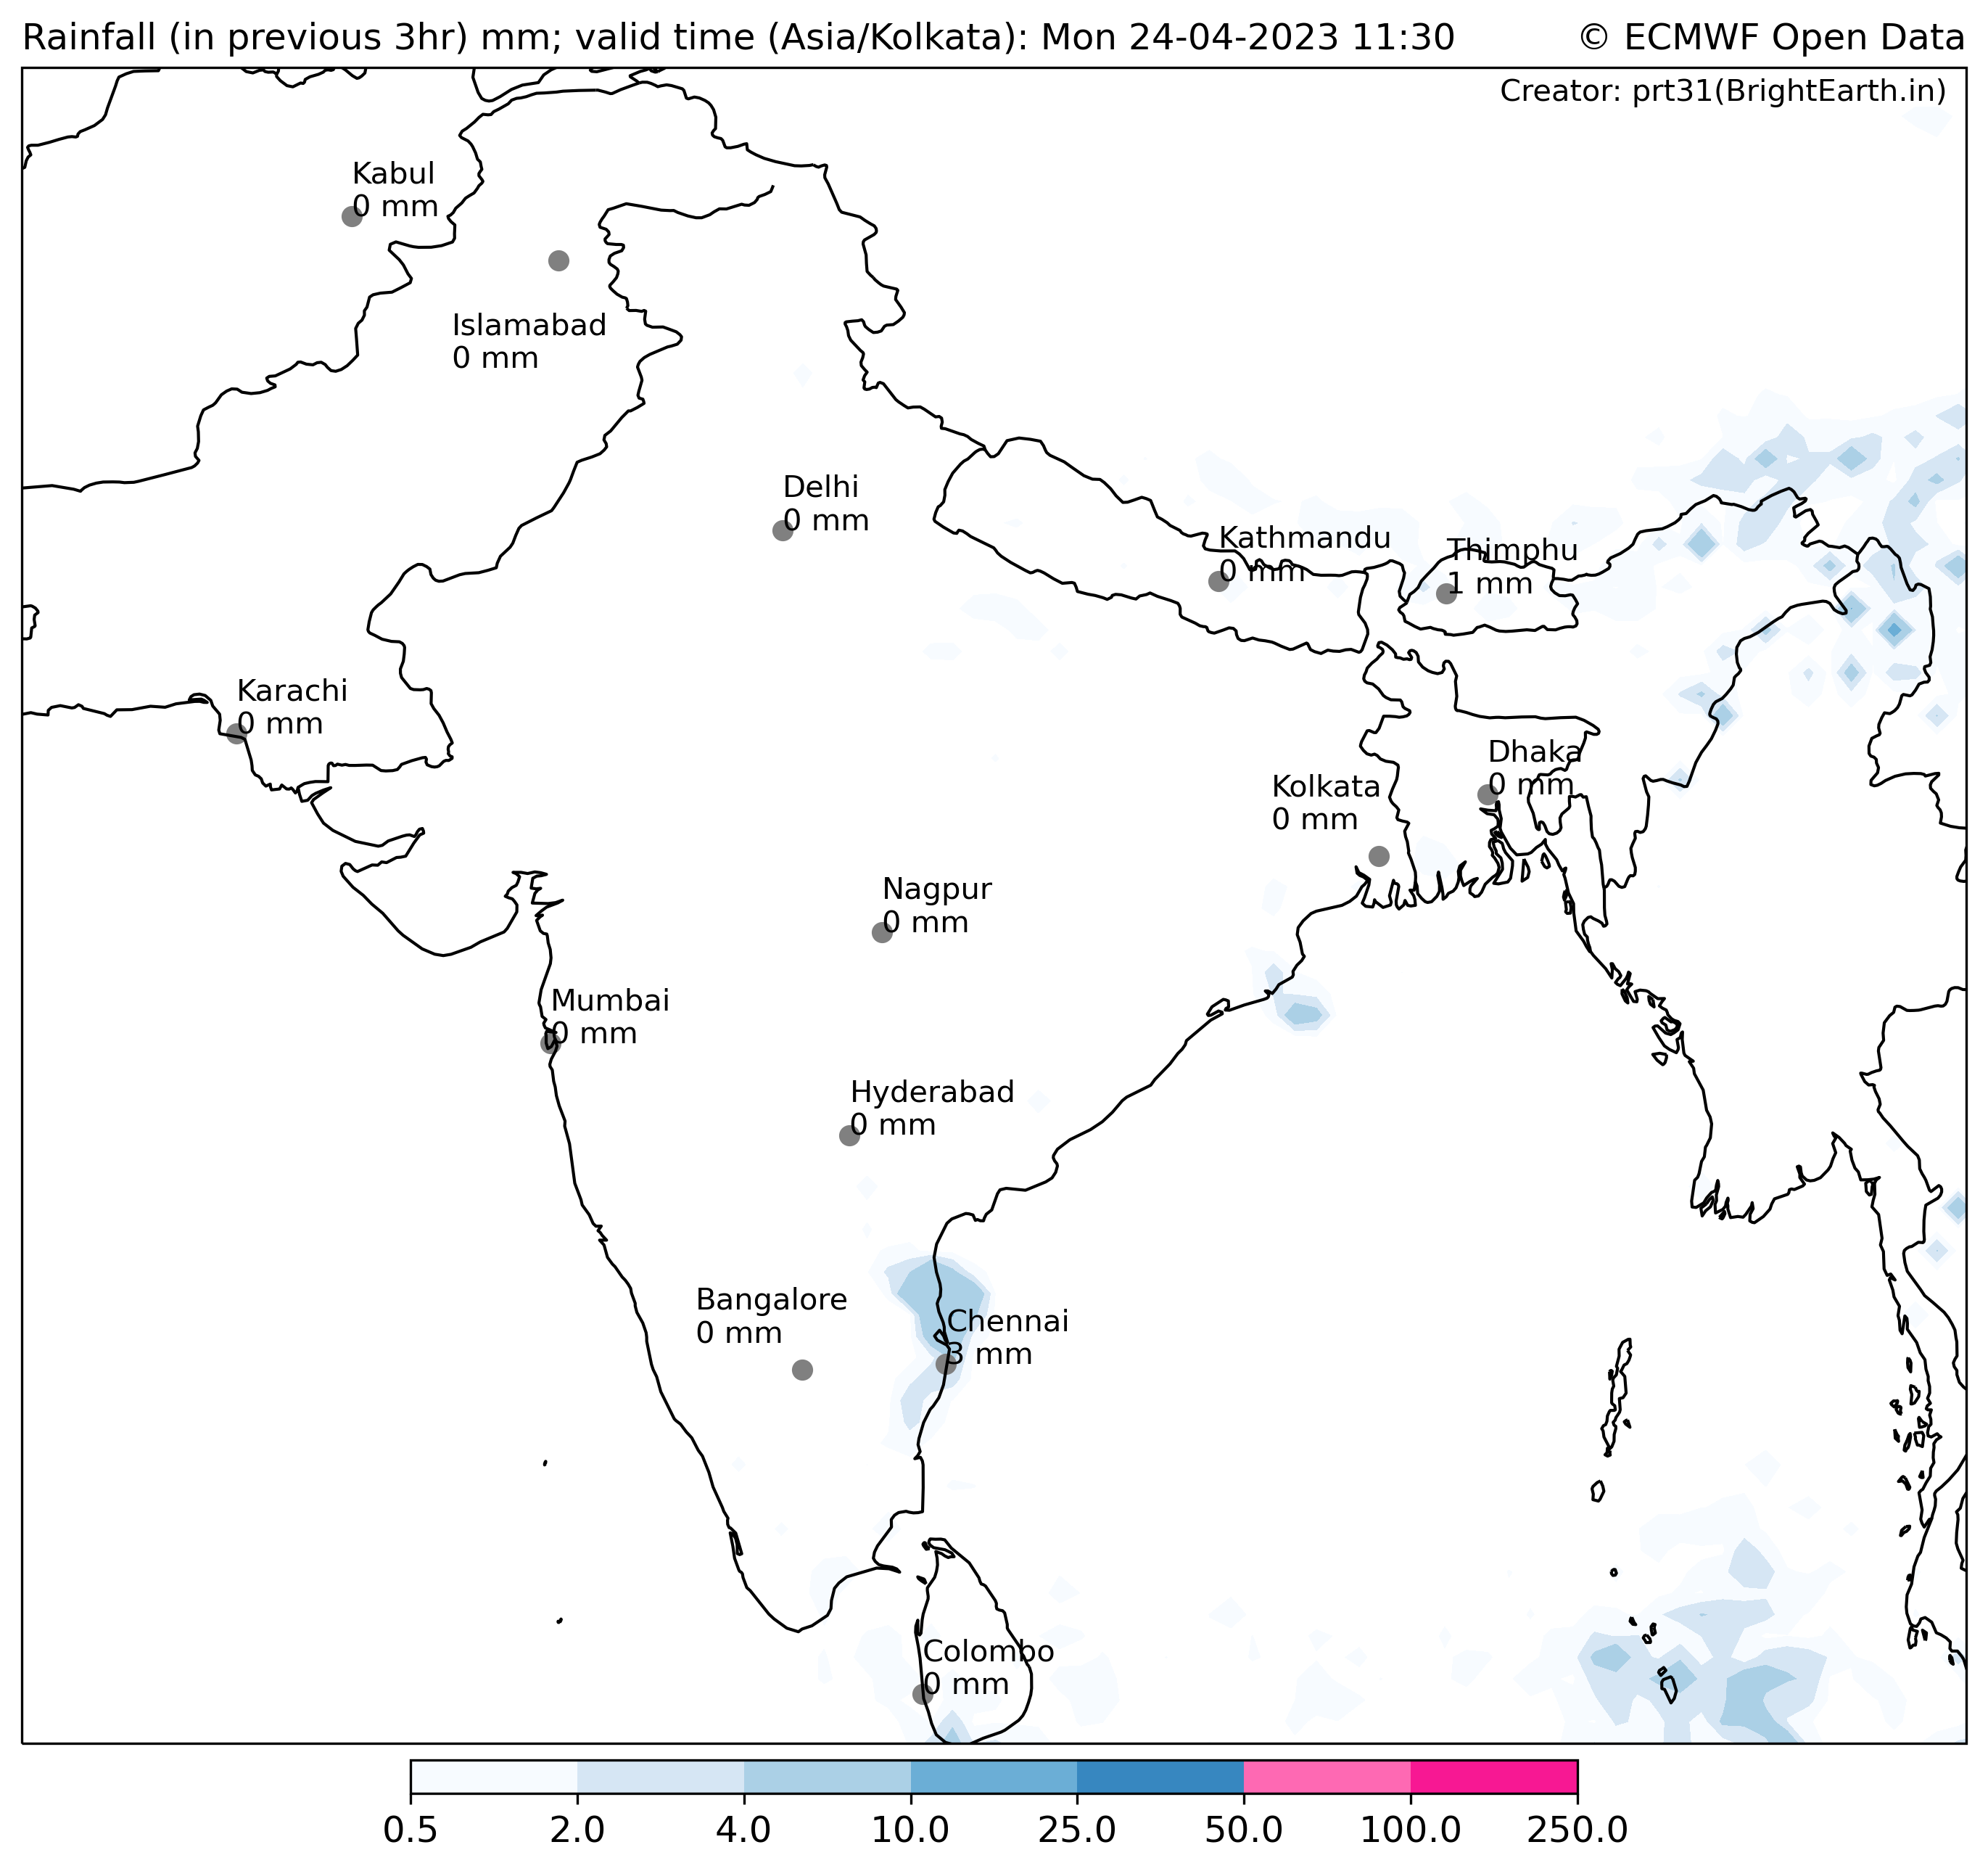 Rainfall (in previous 3hr) mm; valid time (Asia/Kolkata): Mon 24-04-2023 11:30
© ECMWF Open Data
Creator: prt31(BrightEarth.in)
Kabul
0 mm
Islamabad
0 mm
Delhi
0 mm
Kathmandu
0 mm
Thimphu
1 mm
Karachi
0 mm
Dhaka
0 mm
Kolkata
0 mm
Nagpur
0 mm
Mumbai
0 mm
Hyderabad
0 mm
Bangalore
0 mm
Chennai
3 mm
Colombo
0 mm
0.5 2.0 4.0 10.0 25.0 50.0 100.0 250.0